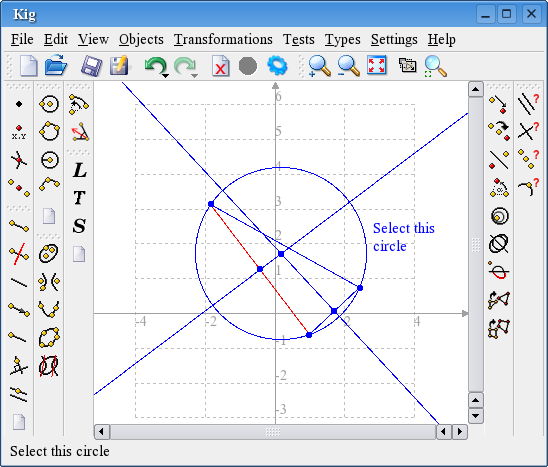 Kig
File Edit View Objects Transformations Tests Types Settings Help
x,y
L
T
S
6
5
4
3
2
1
-4
-2
2
4
-1
-2
-3
Select this
circle
?
?
?
?
Select this circle